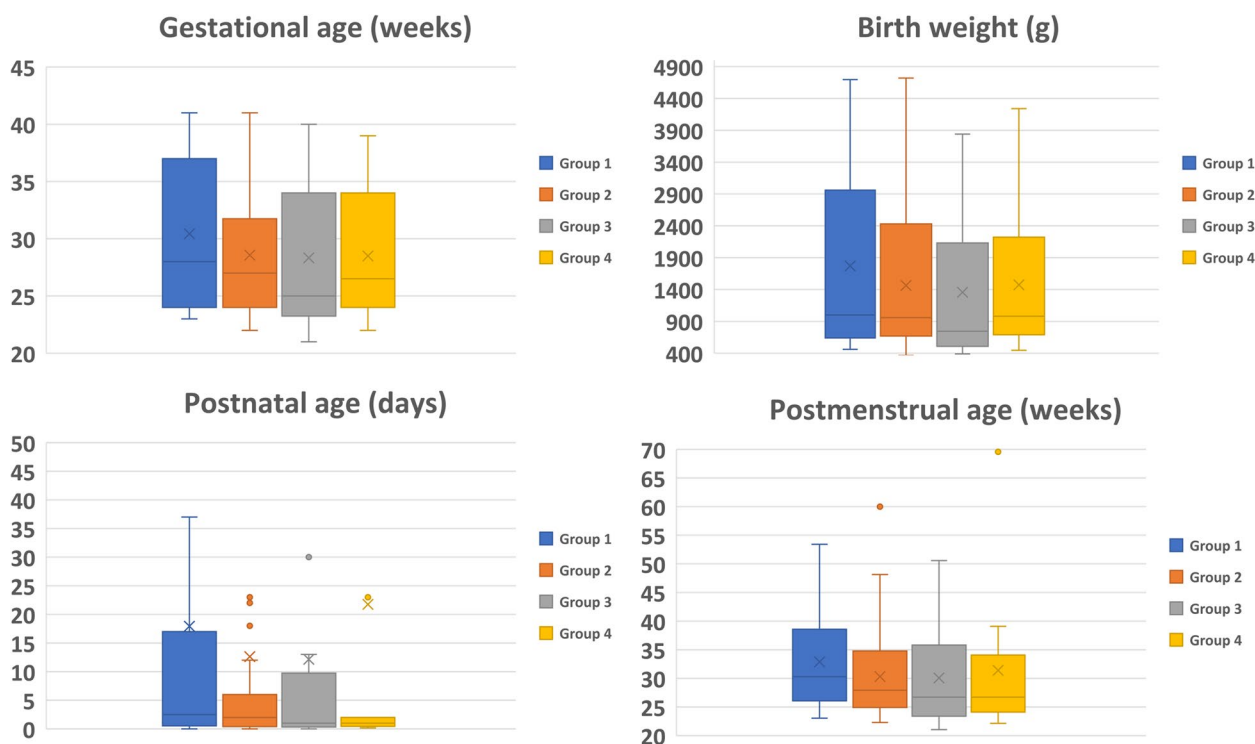 Gestational age (weeks)
45
40
35
30
25
20
Group 1
Group 2
Group 3
Group 4
Birth weight (g)
4900
4400
3900
3400
2900
2400
1900
1400
900
400
Group 1
Group 2
Group 3
Group 4
Postnatal age (days)
50
45
40
35
30
25
20
15
10
5
0
Group 1
Group 2
Group 3
Group 4
Postmenstrual age (weeks)
70
65
60
55
50
45
40
35
30
25
20
Group 1
Group 2
Group 3
Group 4